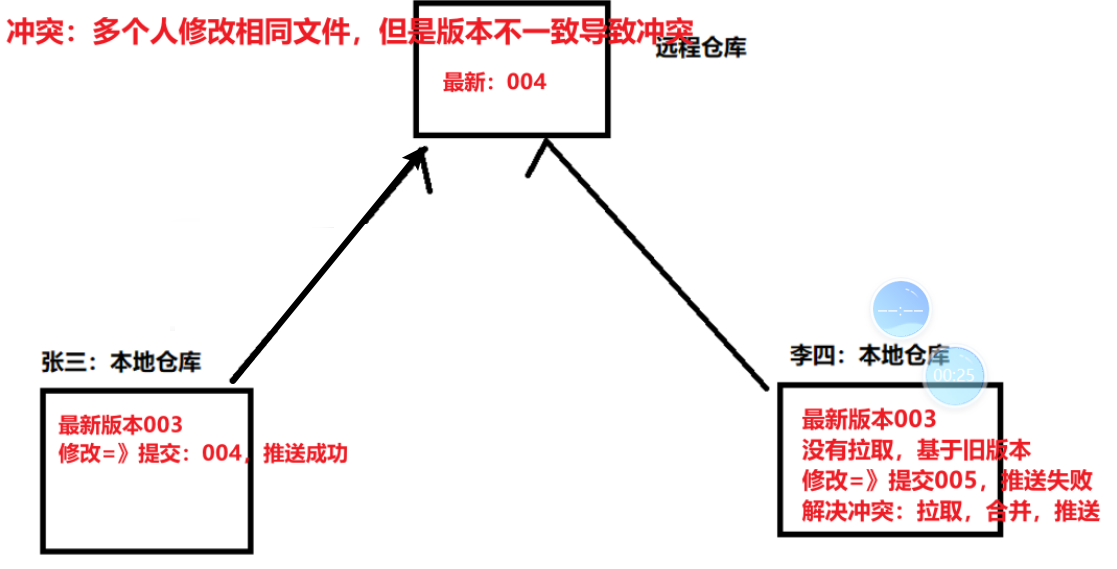 冲突：多个人修改相同文件，但是版本不一致导致冲突
远程仓库
最新：004
张三：本地仓库
最新版本003
修改=》提交：004，推送成功
李四：本地仓库
--:--
00:25
最新版本003
没有拉取，基于旧版本
修改=》提交005，推送失败
解决冲突：拉取，合并，推送